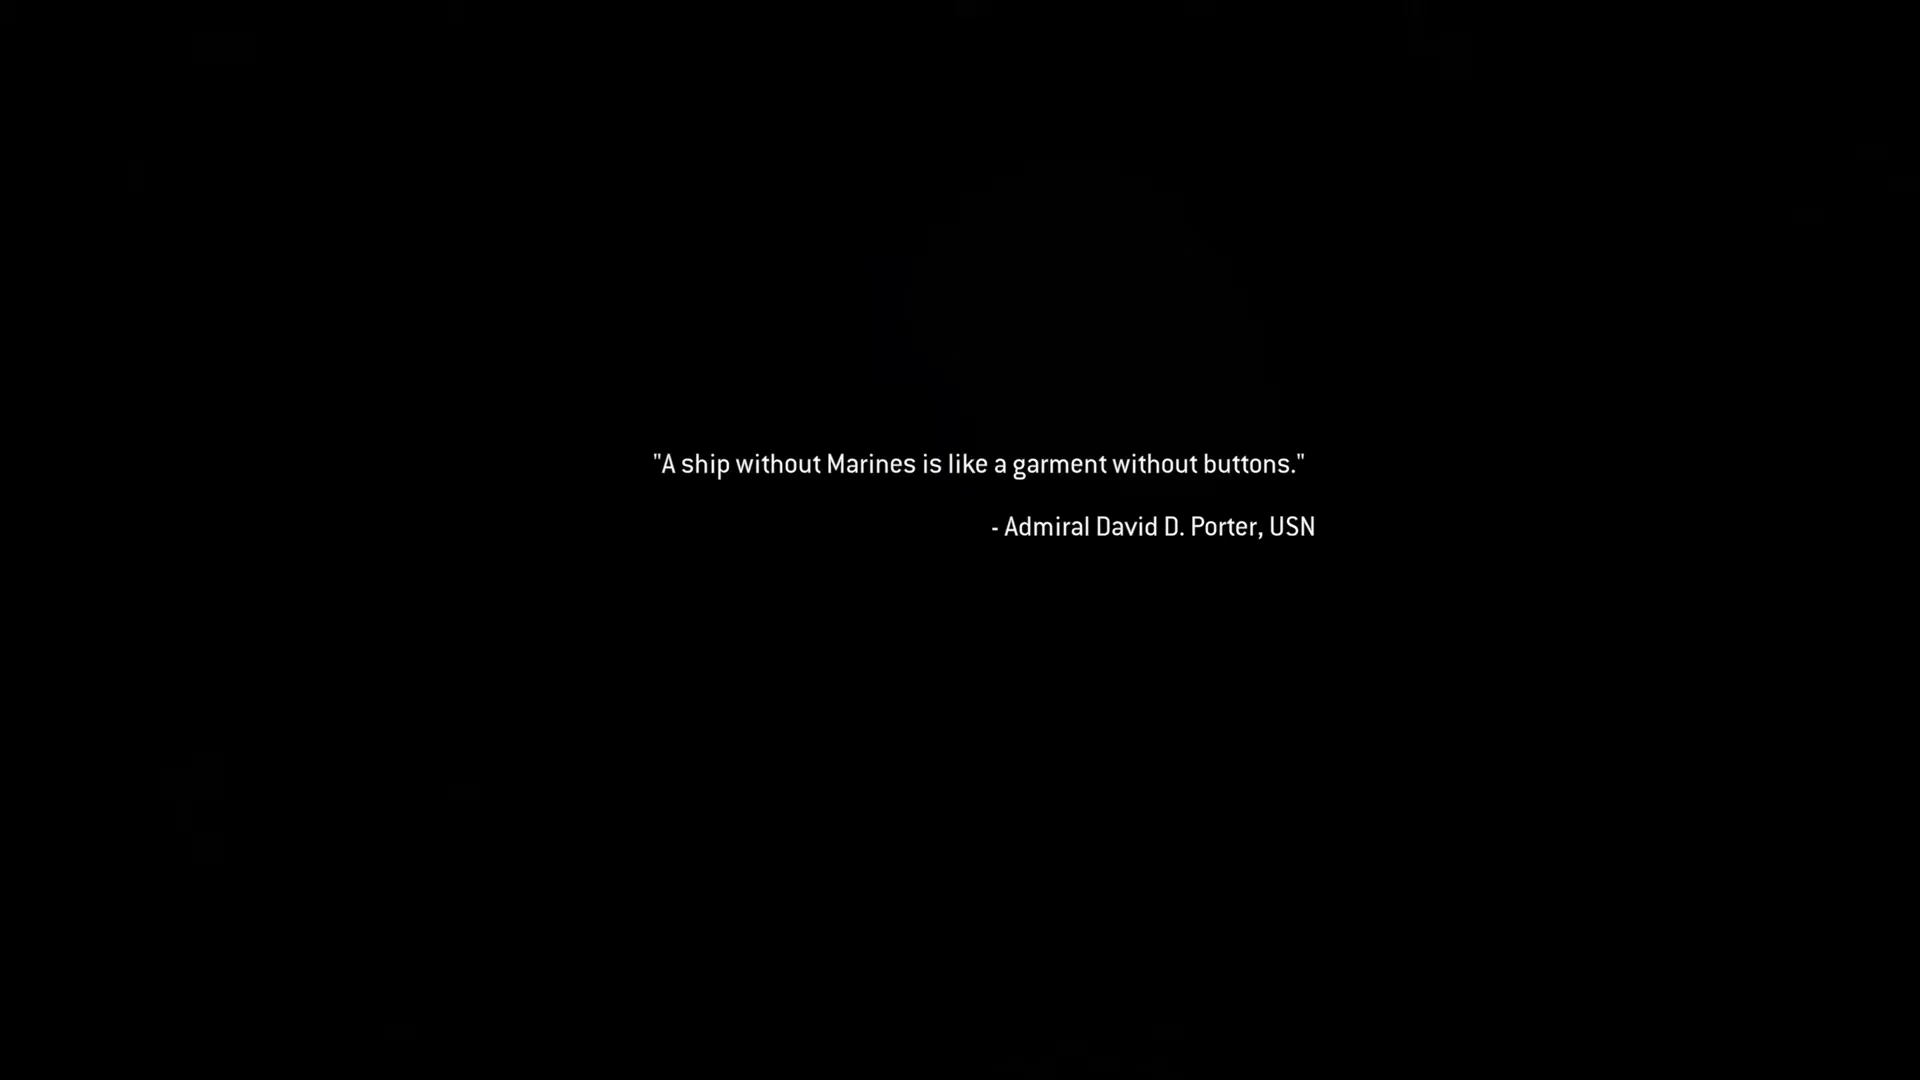 "A ship without Marines is like a garment without buttons."
- Admiral David D. Porter, USN